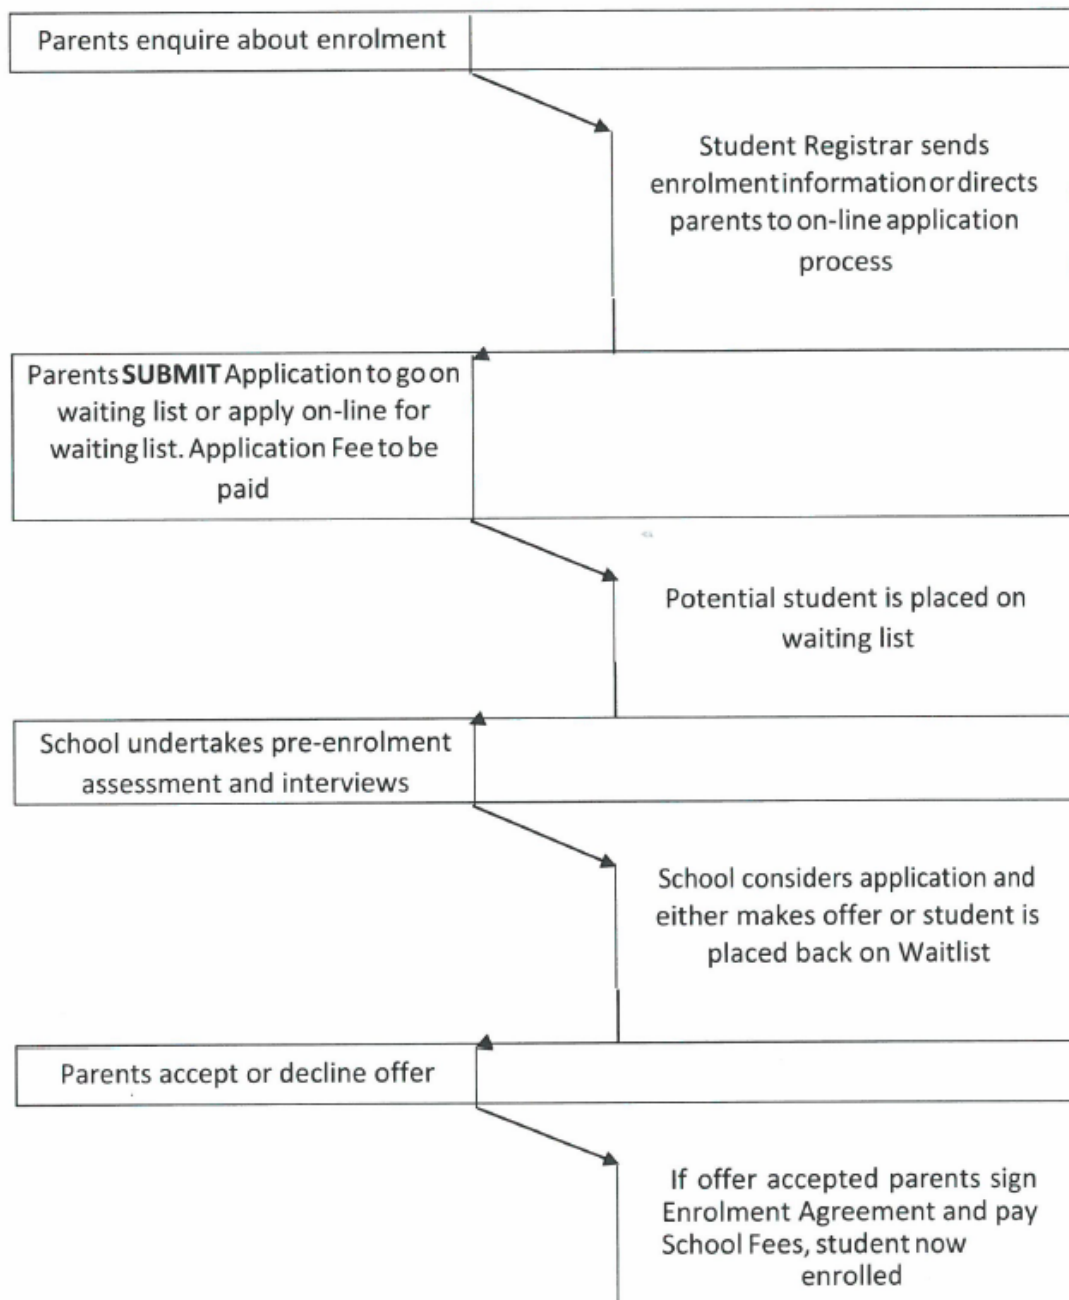 Parents enquire about enrolment
Student Registrar sends
enrolment information or directs
parents to on-line application
process
Parents SUBMIT Application to go on
waiting list or apply on-line for
waiting list. Application Fee to be
paid
Potential student is placed on
waiting list
School undertakes pre-enrolment
assessment and interviews
School considers application and
either makes offer or student is
placed back on Waitlist
Parents accept or decline offer
If offer accepted parents sign
Enrolment Agreement and pay
School Fees, student now
enrolled